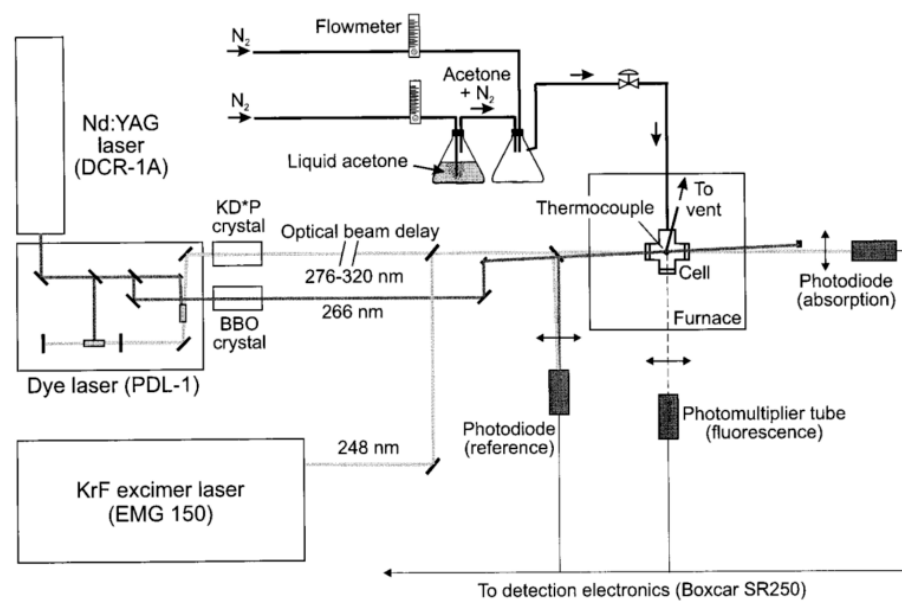 Flowmeter
N2
N2
Acetone
+ N2
Liquid acetone
Nd:YAG
laser
(DCR-1A)
KD*P
crystal
Optical beam delay
276-320 nm
266 nm
BBO
crystal
Dye laser (PDL-1)
Thermocouple
To
vent
Cell
Furnace
Photodiode
(absorption)
Photodiode
(reference)
Photomultiplier tube
(fluorescence)
248 nm
KrF excimer laser
(EMG 150)
To detection electronics (Boxcar SR250)